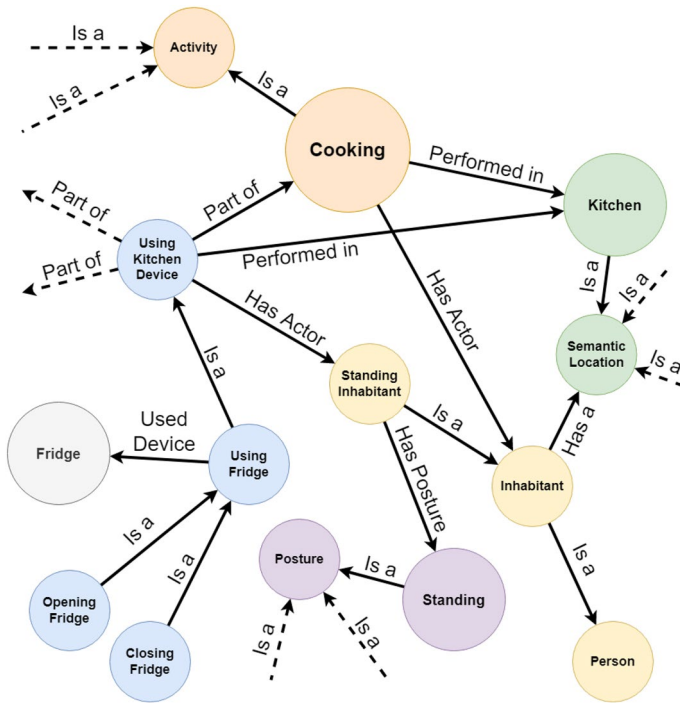 Is a
Activity
Is a
Is a
Cooking
Performed in
Kitchen
Part of
Part of
Using
Kitchen
Device
Part of
Performed in
Is a
Is a
Has Actor
Has Actor
Semantic
Location
Is a
Is a
Standing
Inhabitant
Is a
Has a
Used
Device
Fridge
Using
Fridge
Has Posture
Inhabitant
Is a
Is a
Posture
Is a
Standing
Is a
Opening
Fridge
Closing
Fridge
Is a
Is a
Person